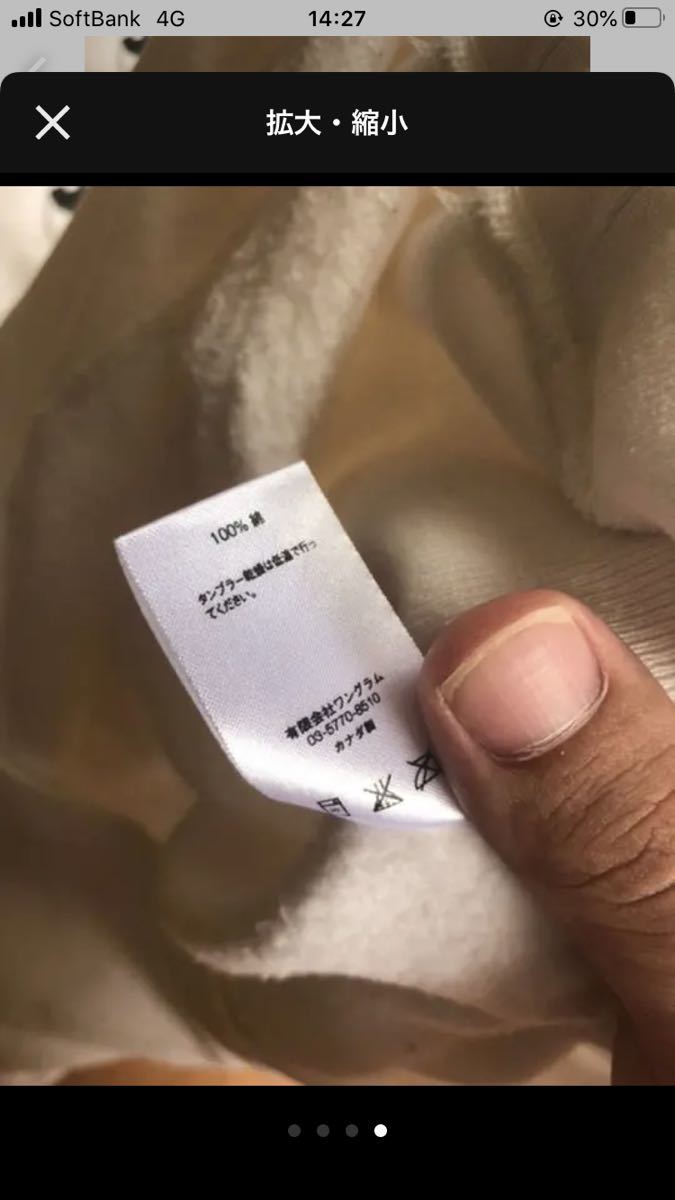 SoftBank 4G 14:27 30%
拡大・縮小
100% 綿
タンブラー乾燥は低温で行っ
てください。
有限会社ワングラム
03-5770-8510
カナダ製